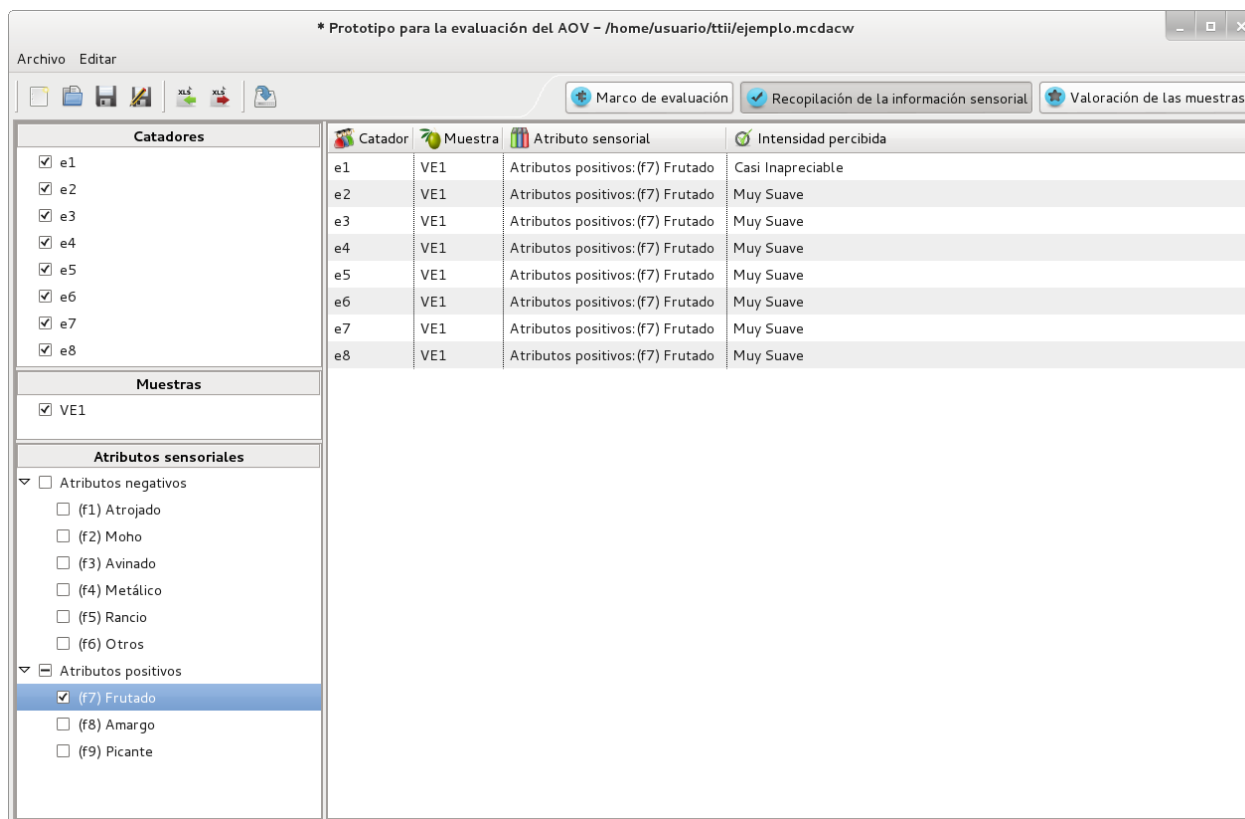 * Prototipo para la evaluación del AOV – /home/usuario/ttii/ejemplo.mcdacw
Archivo Editar
XLS XLS Marco de evaluación Recopilación de la información sensorial Valoración de las muestras
Catadores
e1
e2
e3
e4
e5
e6
e7
e8
Muestras
VE1
Atributos sensoriales
Atributos negativos
(f1) Atrojado
(f2) Moho
(f3) Avinado
(f4) Metálico
(f5) Rancio
(f6) Otros
Atributos positivos
(f7) Frutado
(f8) Amargo
(f9) Picante
Catador Muestra Atributo sensorial Intensidad percibida
e1 VE1 Atributos positivos:(f7) Frutado Casi Inapreciable
e2 VE1 Atributos positivos:(f7) Frutado Muy Suave
e3 VE1 Atributos positivos:(f7) Frutado Muy Suave
e4 VE1 Atributos positivos:(f7) Frutado Muy Suave
e5 VE1 Atributos positivos:(f7) Frutado Muy Suave
e6 VE1 Atributos positivos:(f7) Frutado Muy Suave
e7 VE1 Atributos positivos:(f7) Frutado Muy Suave
e8 VE1 Atributos positivos:(f7) Frutado Muy Suave